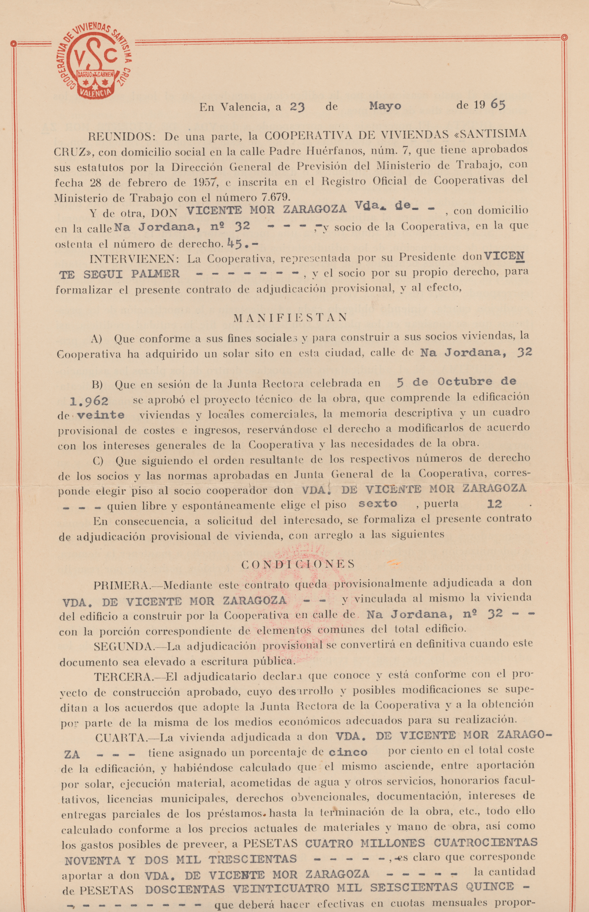 COOPERATIVA DE VIVIENDAS SANTISIMA CRUZ
VSC
BARRIO DEL CARMEN
VALENCIA
En Valencia, a 23 de Mayo de 1965
REUNIDOS: De una parte, la COOPERATIVA DE VIVIENDAS «SANTISIMA
CRUZ», con domicilio social en la calle Padre Huérfanos, núm. 7, que tiene aprobados
sus estatutos por la Dirección General de Previsión del Ministerio de Trabajo, con
fecha 28 de febrero de 1957, e inscrita en el Registro Oficial de Cooperativas del
Ministerio de Trabajo con el número 7.679.
Y de otra, DON VICENTE MOR ZARAGOZA Vda. de - - , con domicilio
en la calle Na Jordana, nº 32 - - - - y socio de la Cooperativa, en la que
ostenta el número de derecho. 45.-
INTERVIENEN: La Cooperativa, representada por su Presidente don VICEN
TE SEGUI PALMER - - - - - - - , y el socio por su propio derecho, para
formalizar el presente contrato de adjudicación provisional, y al efecto,
MANIFIESTAN
A) Que conforme a sus fines sociales y para construir a sus socios viviendas, la
Cooperativa ha adquirido un solar sito en esta ciudad, calle de Na Jordana, 32
B) Que en sesión de la Junta Rectora celebrada en 5 de Octubre de
1.962 se aprobó el proyecto técnico de la obra, que comprende la edificación
de veinte viviendas y locales comerciales, la memoria descriptiva y un cuadro
provisional de costes e ingresos, reservándose el derecho a modificarlos de acuerdo
con los intereses generales de la Cooperativa y las necesidades de la obra.
C) Que siguiendo el orden resultante de los respectivos números de derecho
de los socios y las normas aprobadas en Junta General de la Cooperativa, corres-
ponde elegir piso al socio cooperador don VDA. DE VICENTE MOR ZARAGOZA
- - - quien libre y espontáneamente elige el piso sexto , puerta 12 .
En consecuencia, a solicitud del interesado, se formaliza el presente contrato
de adjudicación provisional de vivienda, con arreglo a las siguientes
CONDICIONES
PRIMERA.—Mediante este contrato queda provisionalmente adjudicada a don
VDA. DE VICENTE MOR ZARAGOZA - - y vinculada al mismo la vivienda
del edificio a construir por la Cooperativa en calle de Na Jordana, nº 32 - -
con la porción correspondiente de elementos comunes del total edificio.
SEGUNDA.—La adjudicación provisional se convertirá en definitiva cuando este
documento sea elevado a escritura pública.
TERCERA.—El adjudicatario declara que conoce y está conforme con el pro-
yecto de construcción aprobado, cuyo desarrollo y posibles modificaciones se supe-
ditan a los acuerdos que adopte la Junta Rectora de la Cooperativa y a la obtención
por parte de la misma de los medios económicos adecuados para su realización.
CUARTA.—La vivienda adjudicada a don VDA. DE VICENTE MOR ZARAGO-
ZA - - - tiene asignado un porcentaje de cinco por ciento en el total coste
de la edificación, y habiéndose calculado que el mismo asciende, entre aportación
por solar, ejecución material, acometidas de agua y otros servicios, honorarios facul-
tativos, licencias municipales, derechos obvencionales, documentación, intereses de
entregas parciales de los préstamos hasta la terminación de la obra, etc., todo ello
calculado conforme a los precios actuales de materiales y mano de obra, así como
los gastos posibles de preveer, a PESETAS CUATRO MILLONES CUATROCIENTAS
NOVENTA Y DOS MIL TRESCIENTAS - - - - - , es claro que corresponde
aportar a don VDA. DE VICENTE MOR ZARAGOZA - - - - - la cantidad
de PESETAS DOSCIENTAS VEINTICUATRO MIL SEISCIENTAS QUINCE -
-, - - - - - - - - que deberá hacer efectivas en cuotas mensuales propor-